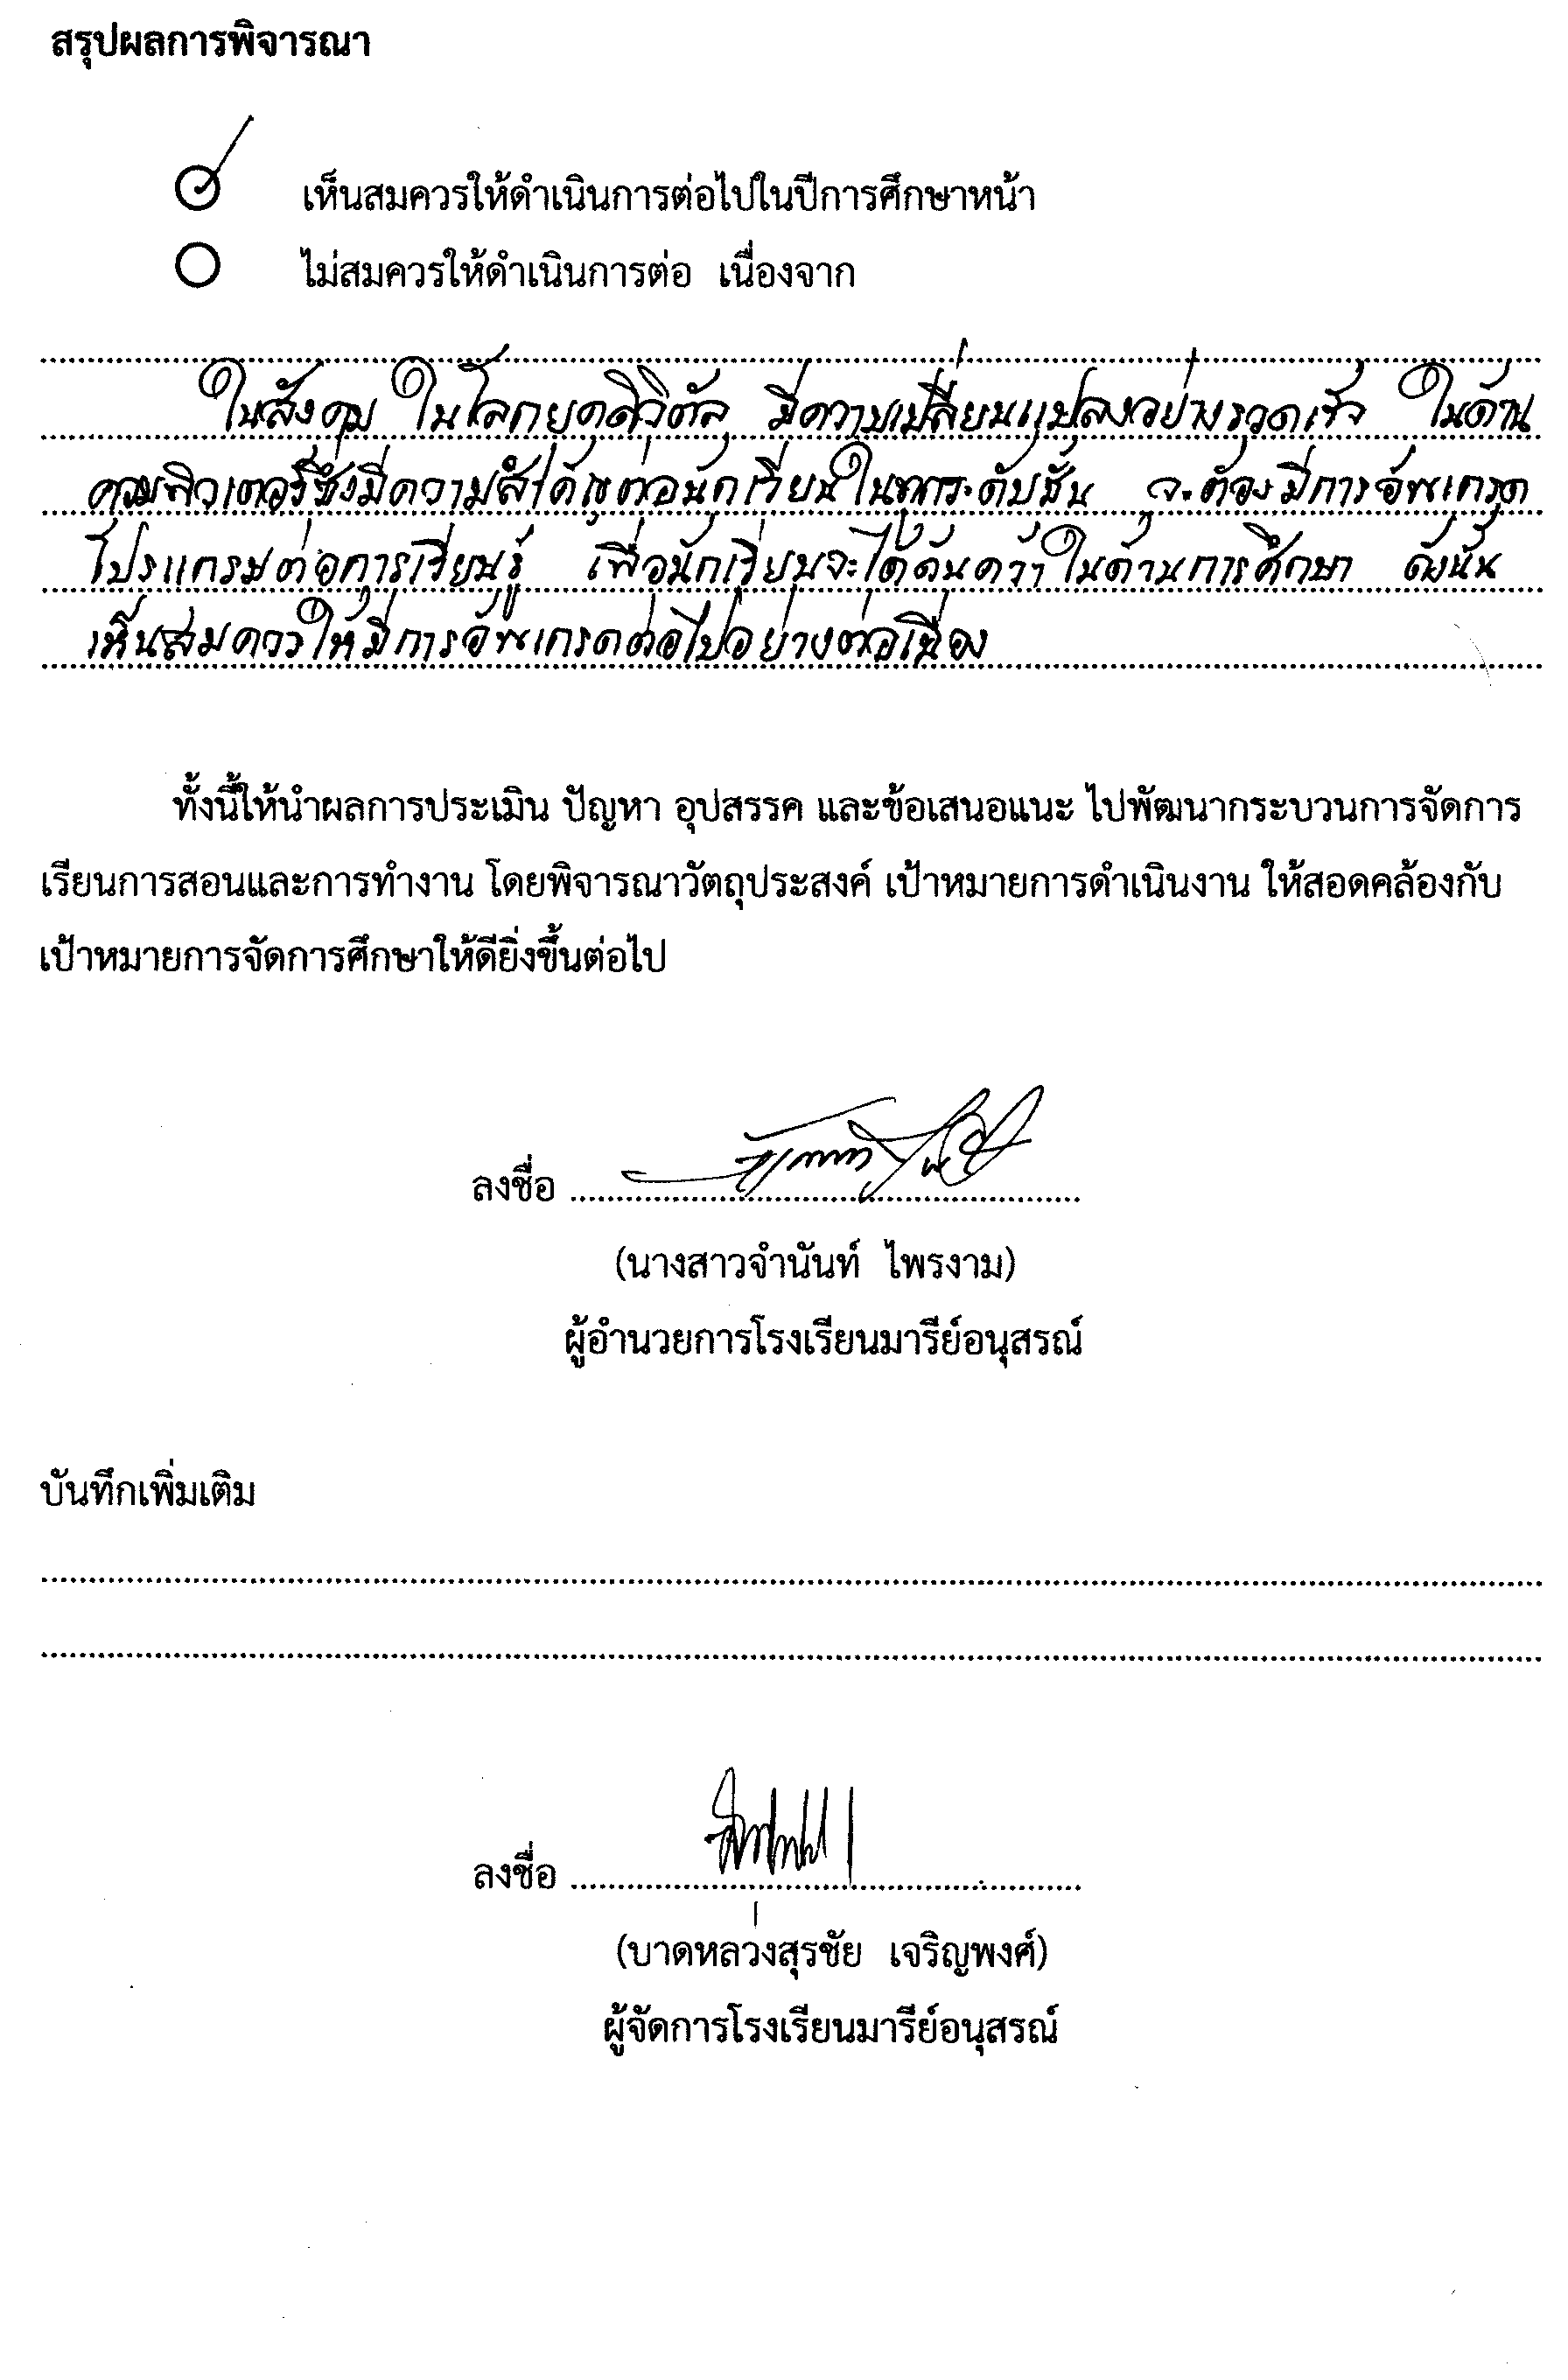 สรุปผลการพิจารณา
เห็นสมควรให้ดำเนินการต่อไปในปีการศึกษาหน้า
ไม่สมควรให้ดำเนินการต่อ เนื่องจาก
ในสังคม ในโลกยุคดิจิตัล มีความเปลี่ยนแปลงอย่างรวดเร็ว ในด้าน
คอมพิวเตอร์ซึ่งมีความสำคัญต่อนักเรียนในทุกระดับชั้น จะต้องมีการอัพเกรด
โปรแกรมต่อการเรียนรู้ เพื่อนักเรียนจะได้ค้นคว้าในด้านการศึกษา ดังนั้น
เห็นสมควรให้มีการอัพเกรดต่อไปอย่างต่อเนื่อง
ทั้งนี้ให้นำผลการประเมิน ปัญหา อุปสรรค และข้อเสนอแนะ ไปพัฒนากระบวนการจัดการ
เรียนการสอนและการทำงาน โดยพิจารณาวัตถุประสงค์ เป้าหมายการดำเนินงาน ให้สอดคล้องกับ
เป้าหมายการจัดการศึกษาให้ดียิ่งขึ้นต่อไป
ลงชื่อ
(นางสาวจำนันท์ ไพรงาม)
ผู้อำนวยการโรงเรียนมารีย์อนุสรณ์
บันทึกเพิ่มเติม
ลงชื่อ
(บาดหลว่งสุรชัย เจริญพงศ์)
ผู้จัดการโรงเรียนมารีย์อนุสรณ์